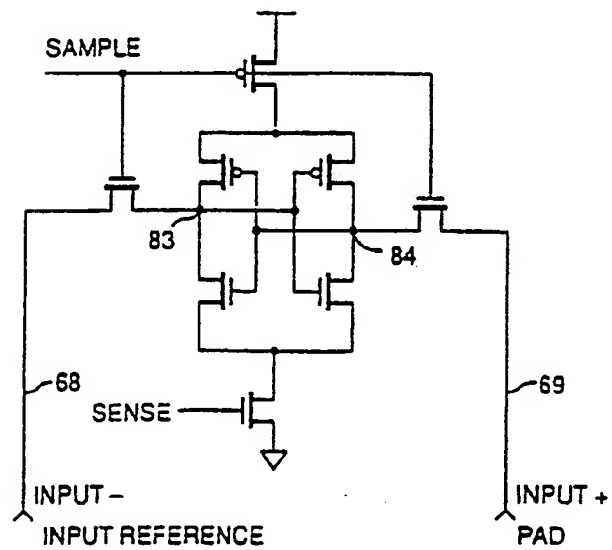 SAMPLE
83
84
68
69
SENSE
INPUT – INPUT +
INPUT REFERENCE PAD